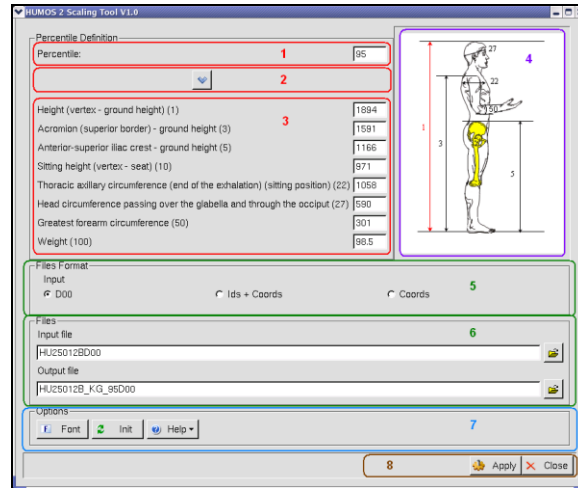 HUMOS 2 Scaling Tool V1.0
Percentile Definition
Percentile: 1 95
2
3
Height (vertex - ground height) (1) 1894
Acromion (superior border) - ground height (3) 1591
Anterior-superior iliac crest - ground height (5) 1166
Sitting height (vertex - seat) (10) 971
Thoracic axillary circumference (end of the exhalation) (sitting position) (22) 1058
Head circumference passing over the glabella and through the occiput (27) 590
Greatest forearm circumference (50) 301
Weight (100) 98.5
4
27
22
50
1
3
5
Files Format
Input 5
D00 Ids + Coords Coords
Files
Input file 6
HU25012BD00
Output file
HU25012B_KG_95D00
Options
Font Init Help 7
8 Apply Close